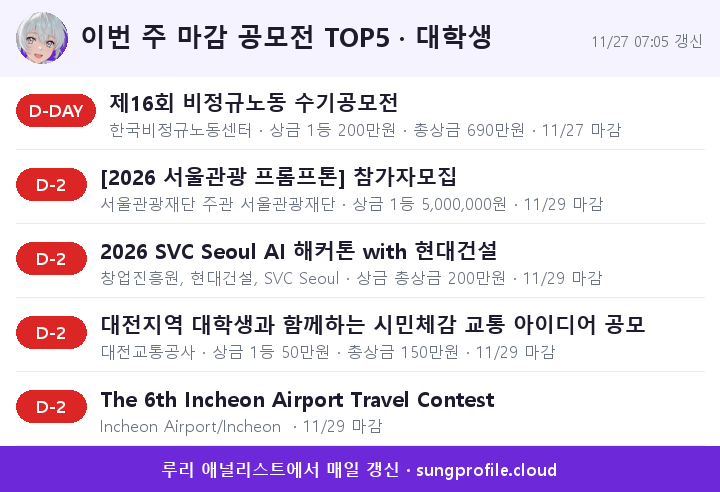 이번 주 마감 공모전 TOP5 · 대학생
11/27 07:05 갱신
D-DAY
제16회 비정규노동 수기공모전
한국비정규노동센터 · 상금 1등 200만원 · 총상금 690만원 · 11/27 마감
D-2
[2026 서울관광 프롬프톤] 참가자모집
서울관광재단 주관 서울관광재단 · 상금 1등 5,000,000원 · 11/29 마감
D-2
2026 SVC Seoul AI 해커톤 with 현대건설
창업진흥원, 현대건설, SVC Seoul · 상금 총상금 200만원 · 11/29 마감
D-2
대전지역 대학생과 함께하는 시민체감 교통 아이디어 공모
대전교통공사 · 상금 1등 50만원 · 총상금 150만원 · 11/29 마감
D-2
The 6th Incheon Airport Travel Contest
Incheon Airport/Incheon · 11/29 마감
루리 애널리스트에서 매일 갱신 · sungprofile.cloud